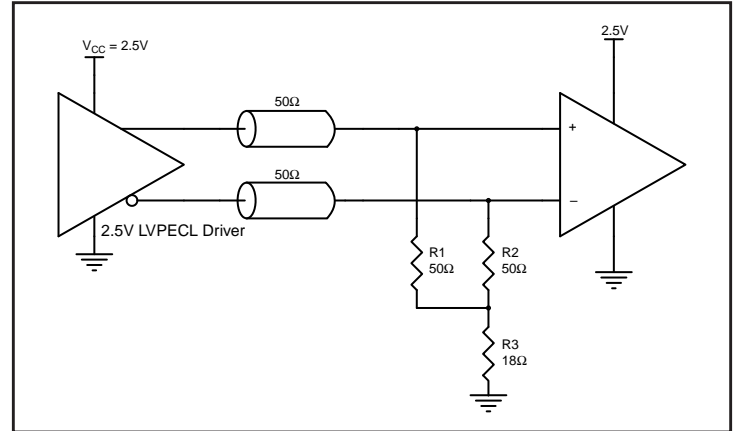 V_CC = 2.5V
2.5V
50Ω
50Ω
+
–
2.5V LVPECL Driver
R1
50Ω
R2
50Ω
R3
18Ω